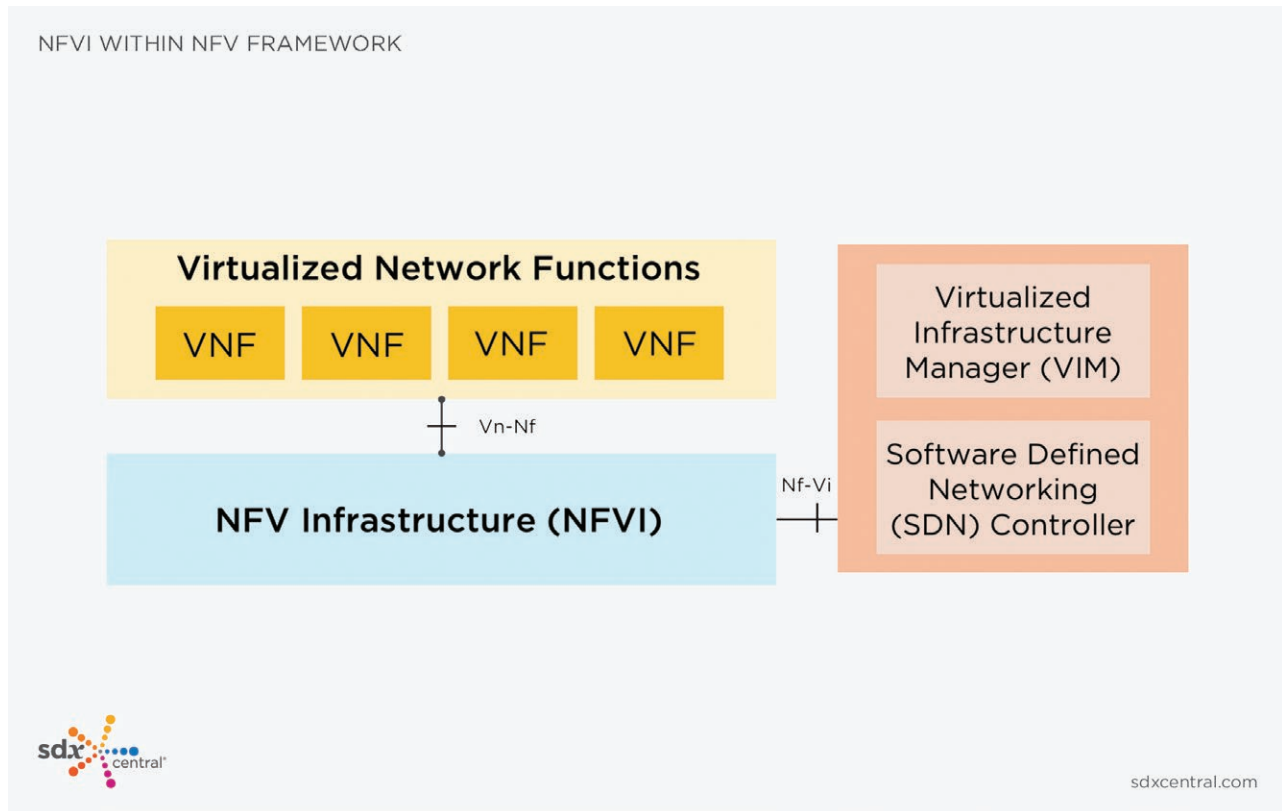 NFVI WITHIN NFV FRAMEWORK
Virtualized Network Functions
VNF VNF VNF VNF
Vn-Nf
NFV Infrastructure (NFVI)
Nf-Vi
Virtualized
Infrastructure
Manager (VIM)
Software Defined
Networking
(SDN) Controller
sdx
central®
sdxcentral.com